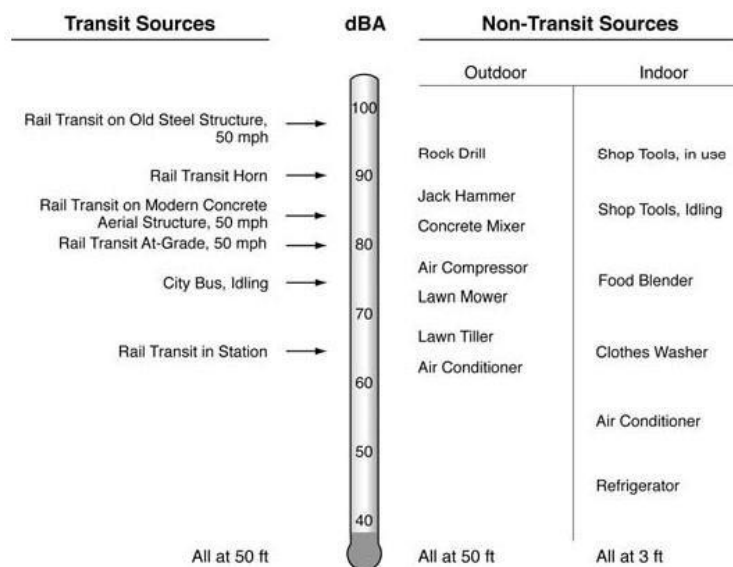 Transit Sources
dBA
Non-Transit Sources
Outdoor
Indoor
100
Rail Transit on Old Steel Structure,
50 mph
Rock Drill
Shop Tools, in use
Rail Transit Horn
90
Jack Hammer
Rail Transit on Modern Concrete
Aerial Structure, 50 mph
Shop Tools, Idling
Concrete Mixer
Rail Transit At-Grade, 50 mph
80
Air Compressor
City Bus, Idling
Food Blender
Lawn Mower
70
Lawn Tiller
Rail Transit in Station
Clothes Washer
Air Conditioner
60
Air Conditioner
50
Refrigerator
40
All at 50 ft
All at 50 ft
All at 3 ft